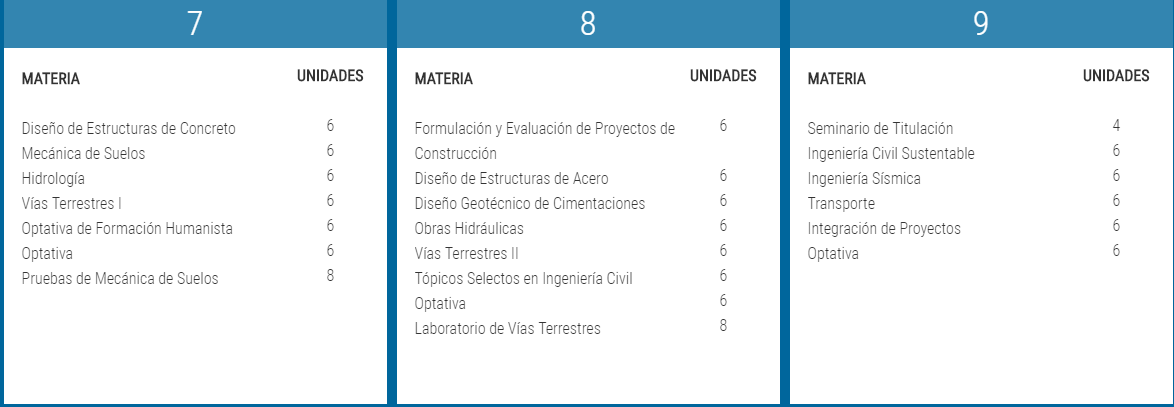 7
MATERIA UNIDADES
Diseño de Estructuras de Concreto 6
Mecánica de Suelos 6
Hidrología 6
Vías Terrestres I 6
Optativa de Formación Humanista 6
Optativa 6
Pruebas de Mecánica de Suelos 8
8
MATERIA UNIDADES
Formulación y Evaluación de Proyectos de 6
Construcción
Diseño de Estructuras de Acero 6
Diseño Geotécnico de Cimentaciones 6
Obras Hidráulicas 6
Vías Terrestres II 6
Tópicos Selectos en Ingeniería Civil 6
Optativa 6
Laboratorio de Vías Terrestres 8
9
MATERIA UNIDADES
Seminario de Titulación 4
Ingeniería Civil Sustentable 6
Ingeniería Sísmica 6
Transporte 6
Integración de Proyectos 6
Optativa 6